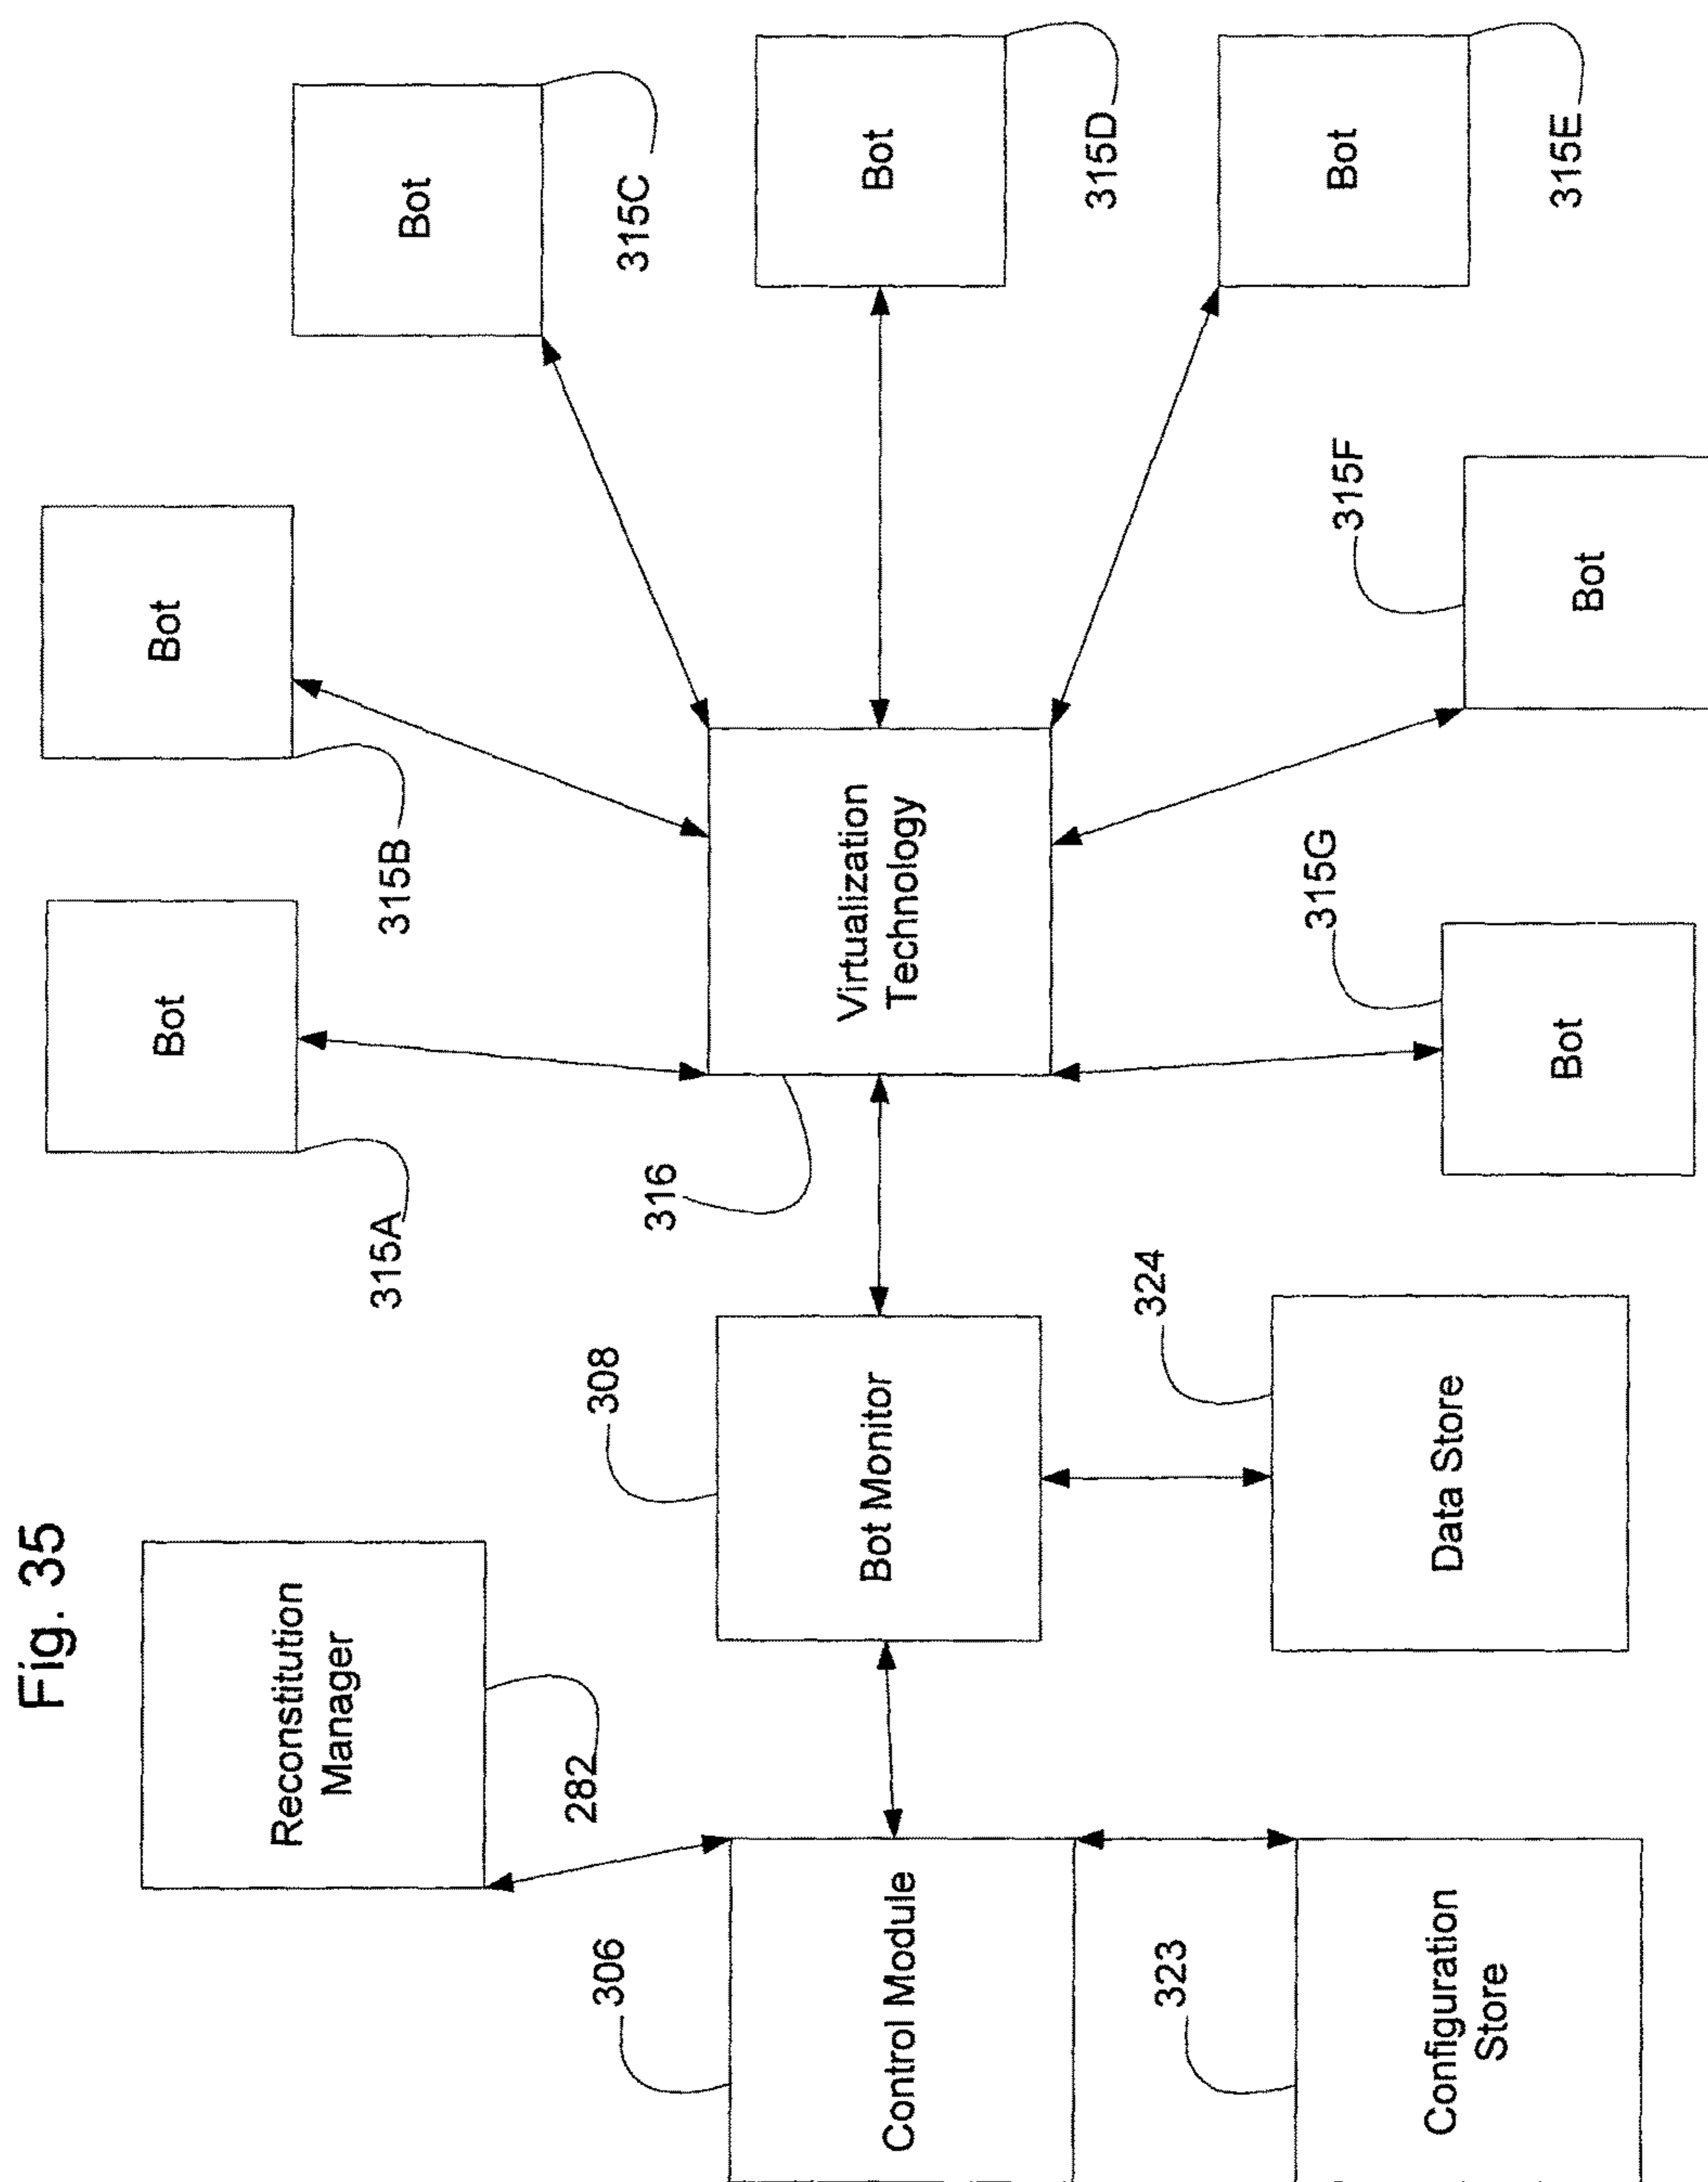 Fig. 35
Reconstitution
Manager
282
306
Control Module
323
Configuration
Store
308
Bot Monitor
324
Data Store
316
Virtualization
Technology
Bot
315A
Bot
315B
Bot
315C
Bot
315D
Bot
315E
315F
Bot
315G
Bot